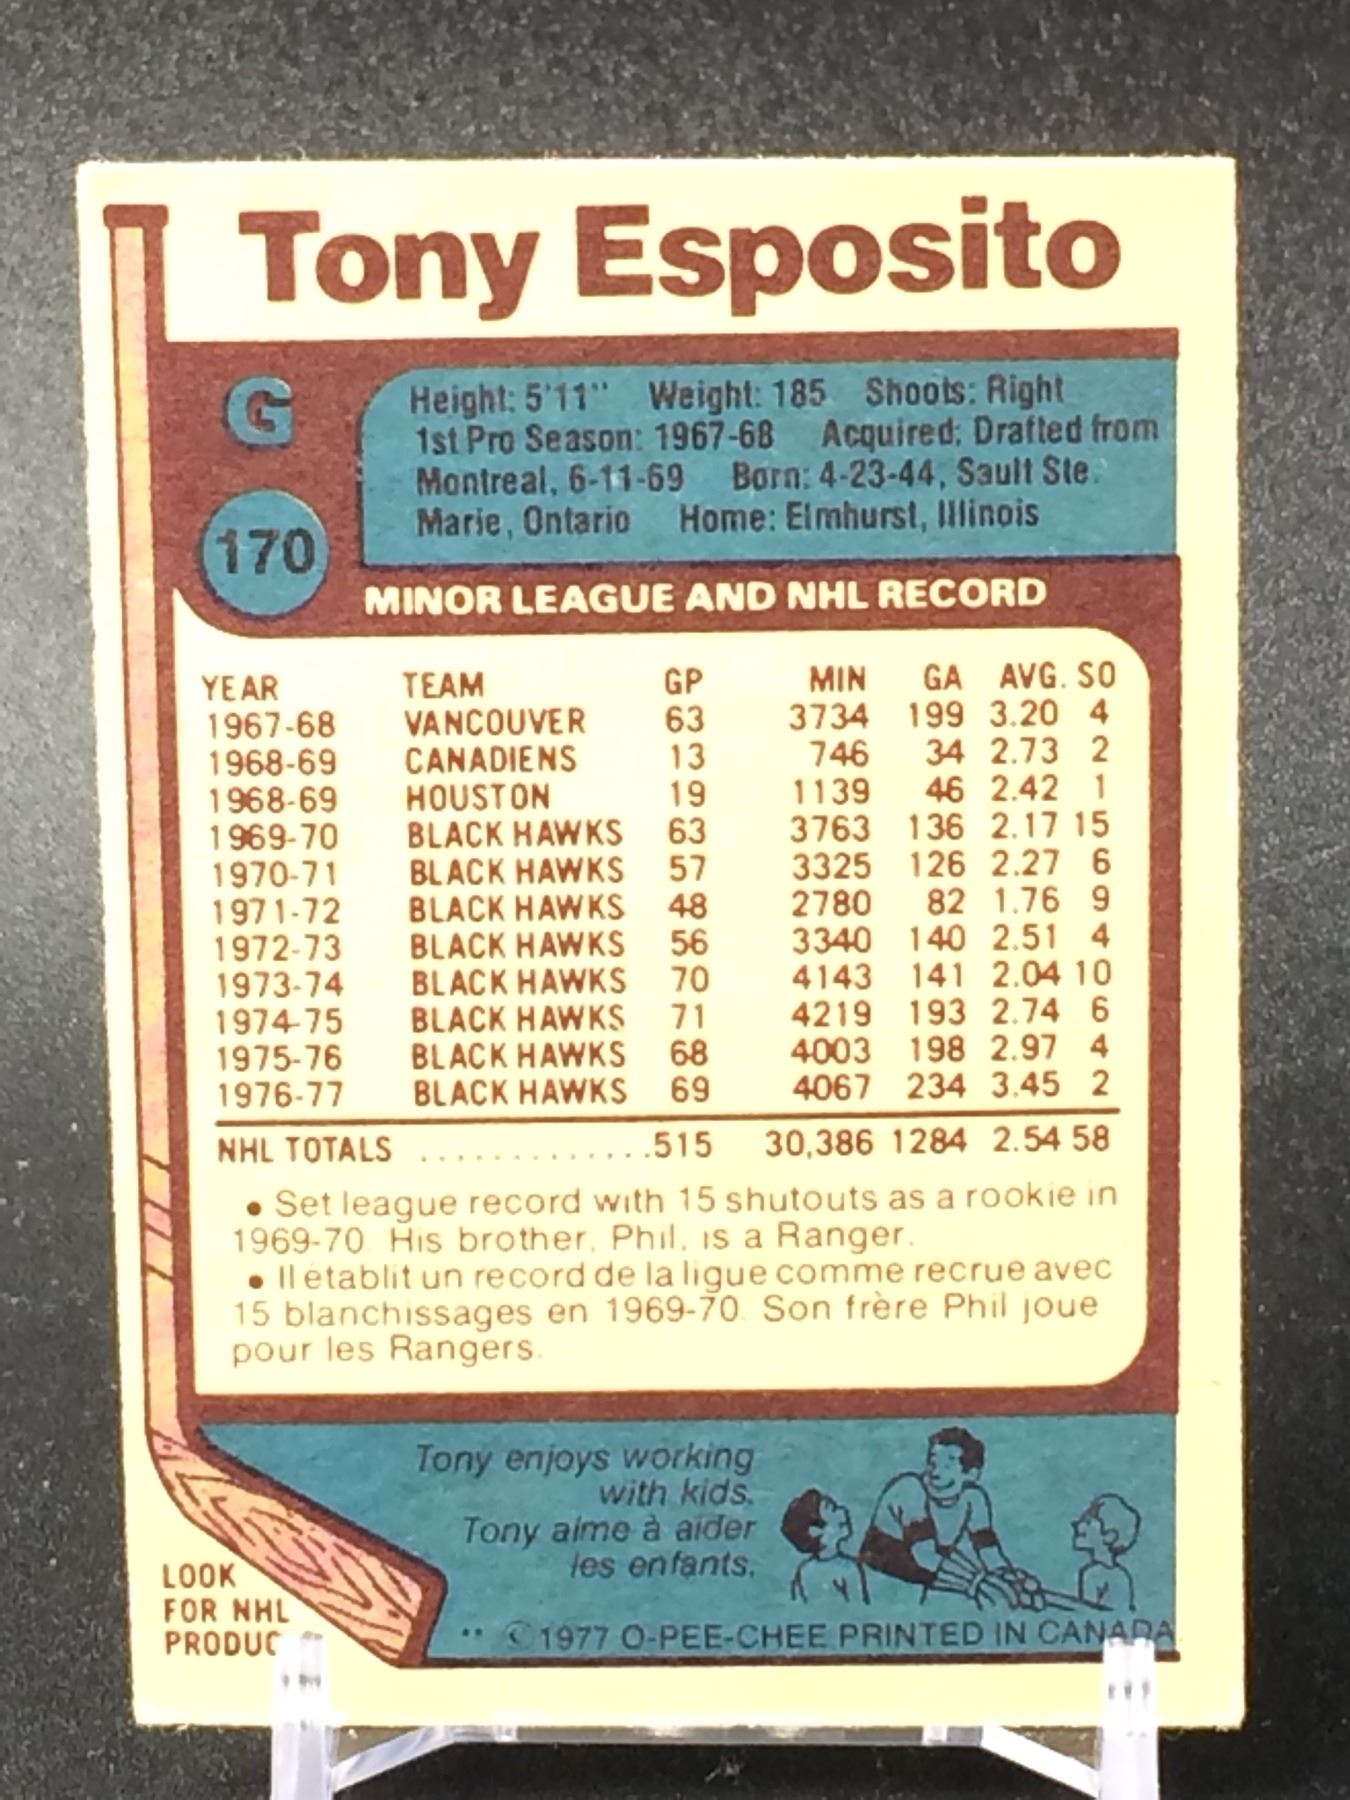 Tony Esposito
G
170
Height: 5'11" Weight: 185 Shoots: Right
1st Pro Season: 1967-68 Acquired: Drafted from
Montreal, 6-11-69 Born: 4-23-44, Sault Ste.
Marie, Ontario Home: Elmhurst, Illinois
MINOR LEAGUE AND NHL RECORD
YEAR TEAM GP MIN GA AVG. SO
1967-68 VANCOUVER 63 3734 199 3.20 4
1968-69 CANADIENS 13 746 34 2.73 2
1968-69 HOUSTON 19 1139 46 2.42 1
1969-70 BLACK HAWKS 63 3763 136 2.17 15
1970-71 BLACK HAWKS 57 3325 126 2.27 6
1971-72 BLACK HAWKS 48 2780 82 1.76 9
1972-73 BLACK HAWKS 56 3340 140 2.51 4
1973-74 BLACK HAWKS 70 4143 141 2.04 10
1974-75 BLACK HAWKS 71 4219 193 2.74 6
1975-76 BLACK HAWKS 68 4003 198 2.97 4
1976-77 BLACK HAWKS 69 4067 234 3.45 2
NHL TOTALS ..............515 30,386 1284 2.54 58
• Set league record with 15 shutouts as a rookie in
1969-70. His brother, Phil, is a Ranger.
• Il établit un record de la ligue comme recrue avec
15 blanchissages en 1969-70. Son frère Phil joue
pour les Rangers.
Tony enjoys working
with kids.
Tony aime à aider
les enfants.
LOOK
FOR NHL
PRODUC
** © 1977 O-PEE-CHEE PRINTED IN CANADA